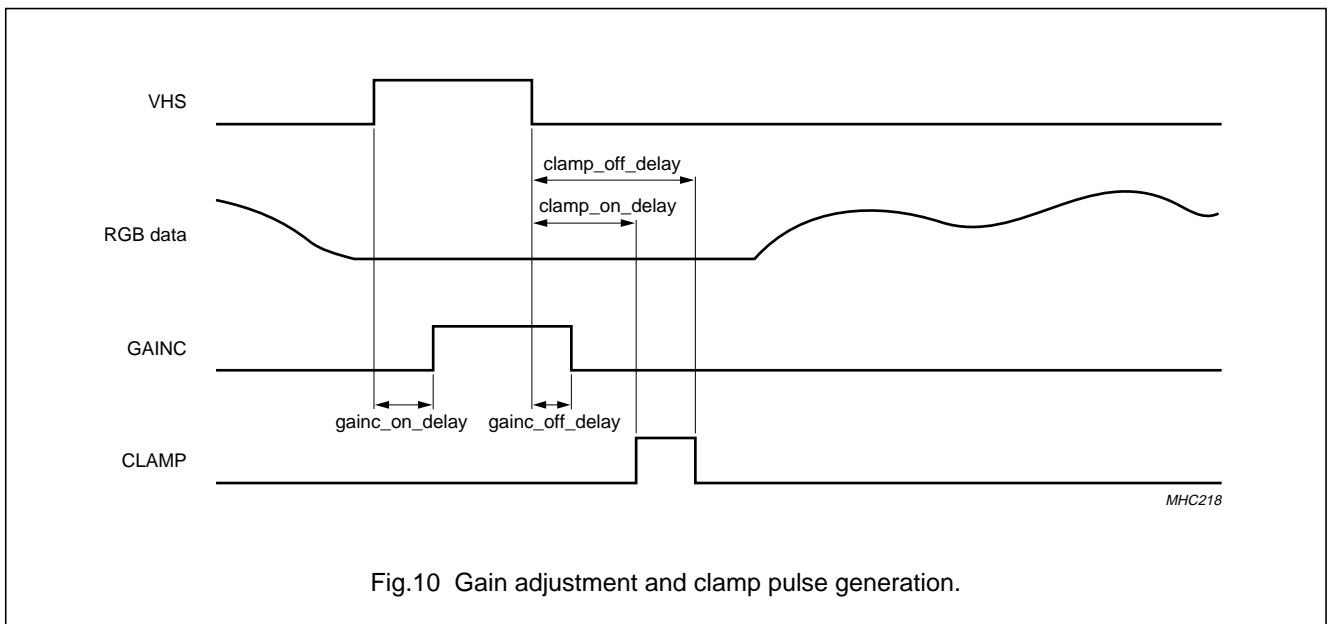 VHS
clamp_off_delay
clamp_on_delay
RGB data
GAINC
gainc_on_delay gainc_off_delay
CLAMP
MHC218
Fig.10 Gain adjustment and clamp pulse generation.